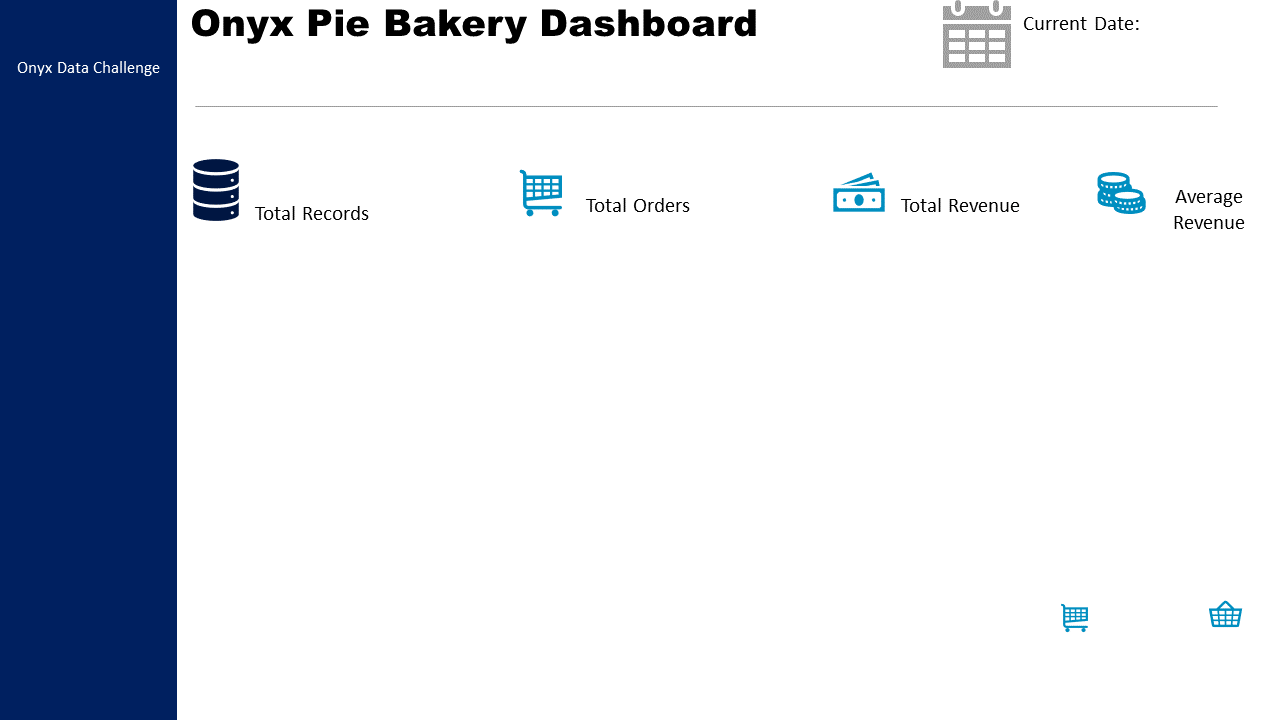 Onyx Pie Bakery Dashboard
Current Date:
Onyx Data Challenge
Total Records
Total Orders
Total Revenue
Average
Revenue